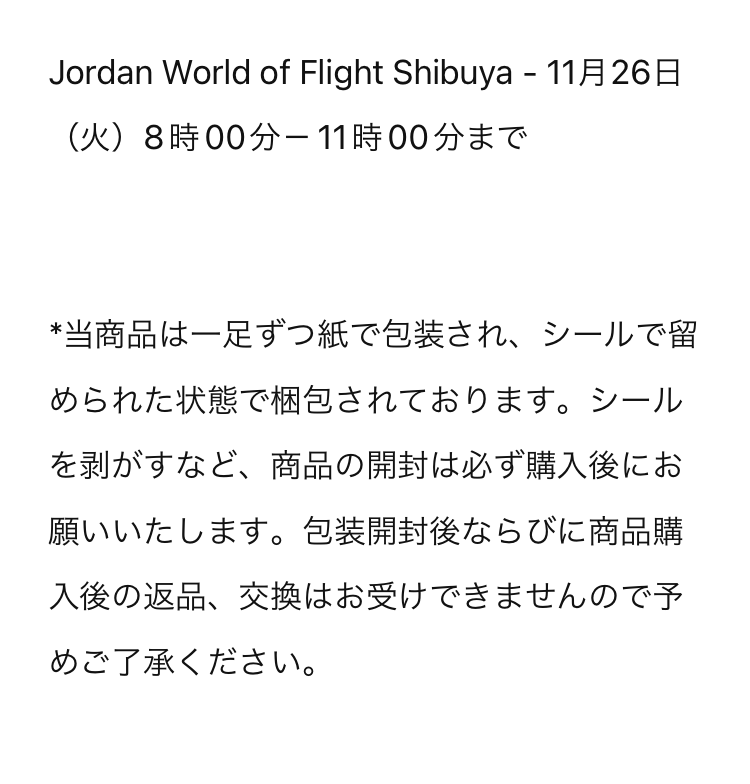 Jordan World of Flight Shibuya - 11月26日
（火）8時00分ー11時00分まで
*当商品は一足ずつ紙で包装され、シールで留
められた状態で梱包されております。シール
を剥がすなど、商品の開封は必ず購入後にお
願いいたします。包装開封後ならびに商品購
入後の返品、交換はお受けできませんので予
めご了承ください。